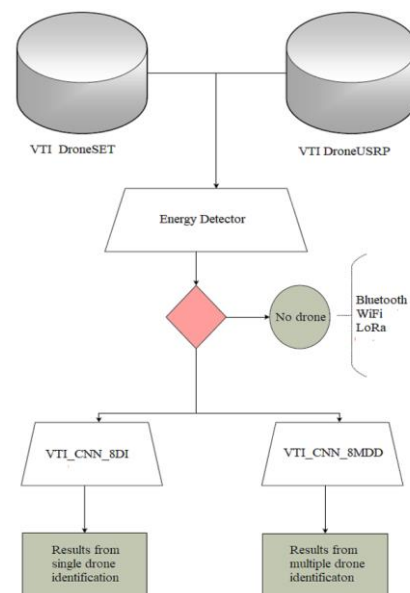 VTI DroneSET
VTI DroneUSRP
Energy Detector
No drone
Bluetooth
WiFi
LoRa
VTI_CNN_8DI
VTI_CNN_8MDD
Results from
single drone
identification
Results from
multiple drone
identificaton